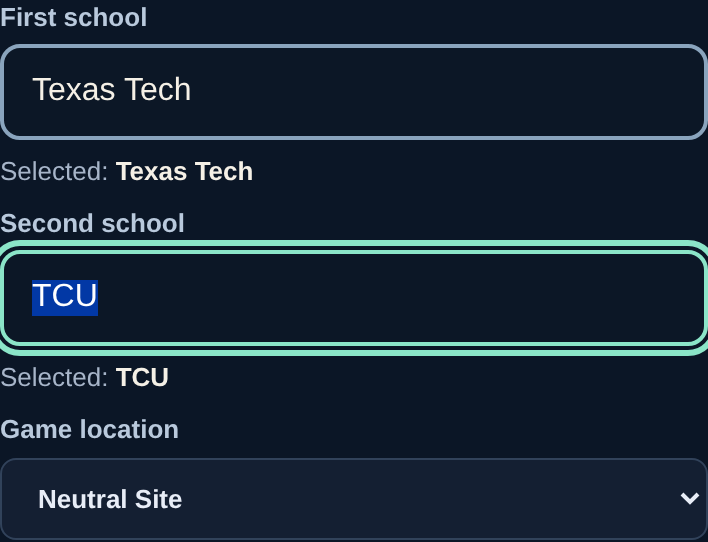 First school
Texas Tech
Selected: Texas Tech
Second school
TCU
Selected: TCU
Game location
Neutral Site